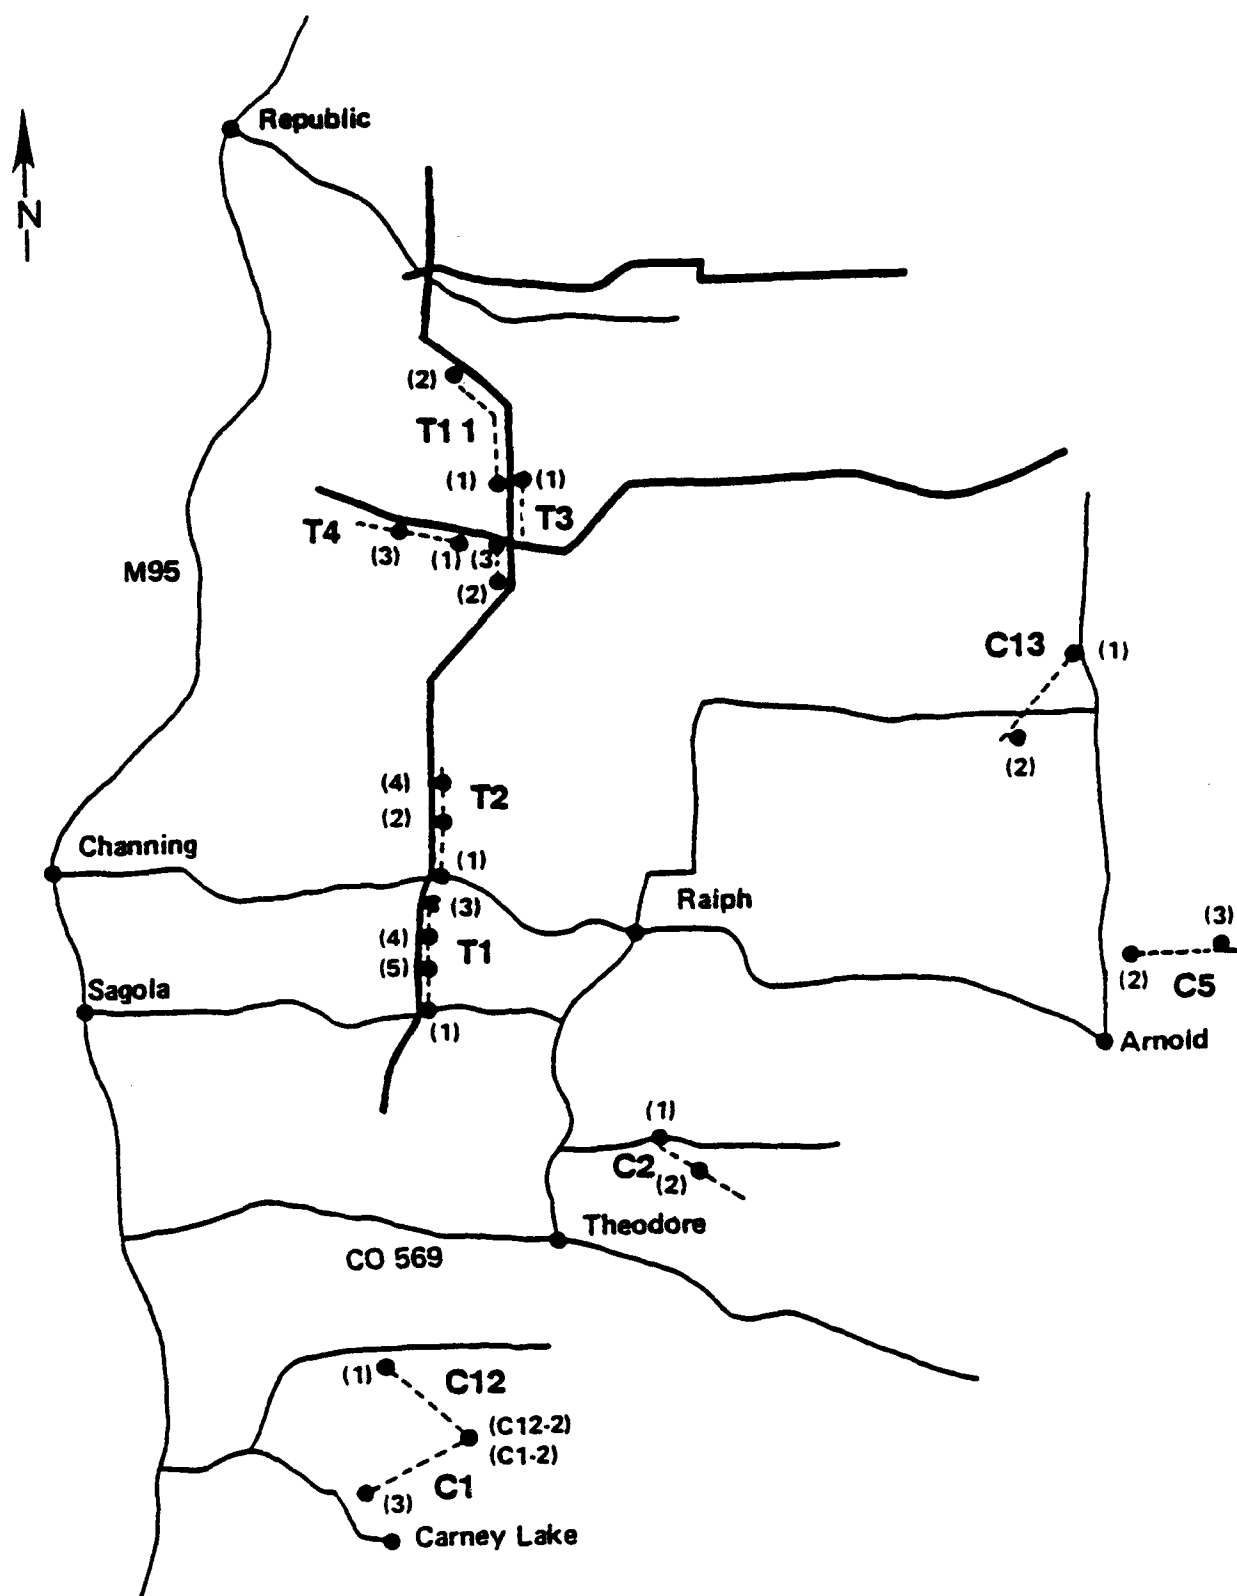 Republic
N
(2)
T1 1
(1)
(1)
T3
T4
(3)
(1)
(3)
(2)
M95
C13
(1)
(2)
(4)
T2
(2)
Channing
(1)
Ralph
(3)
(3)
(4)
T1
(5)
(2)
C5
Sagola
(1)
Arnold
(1)
C2
(2)
Theodore
CO 569
(1)
C12
(C12-2)
(C1-2)
C1
(3)
Carney Lake